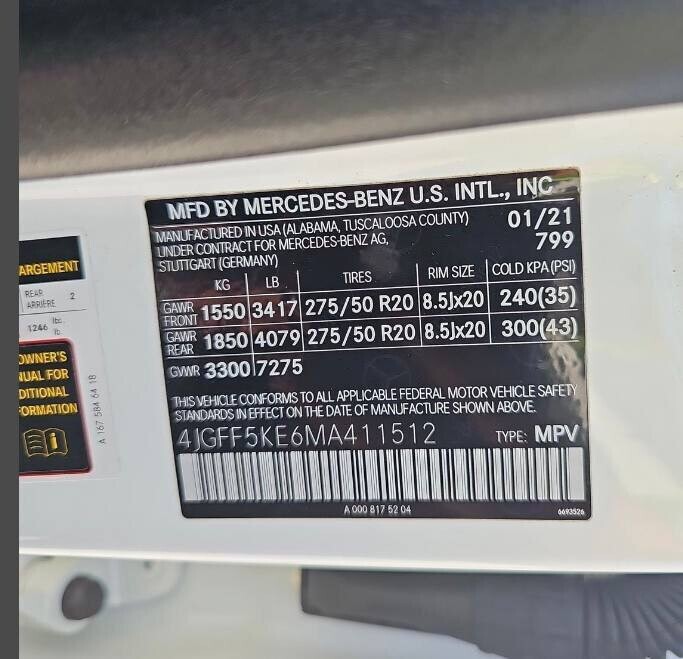 MFD BY MERCEDES-BENZ U.S. INTL., INC
MANUFACTURED IN USA (ALABAMA, TUSCALOOSA COUNTY) 01/21
UNDER CONTRACT FOR MERCEDES-BENZ AG, 799
STUTTGART (GERMANY)
KG LB TIRES RIM SIZE COLD KPA (PSI)
GAWR FRONT 1550 3417 275/50 R20 8.5Jx20 240(35)
GAWR REAR 1850 4079 275/50 R20 8.5Jx20 300(43)
GVWR 3300 7275
THIS VEHICLE CONFORMS TO ALL APPLICABLE FEDERAL MOTOR VEHICLE SAFETY
STANDARDS IN EFFECT ON THE DATE OF MANUFACTURE SHOWN ABOVE.
4JGFF5KE6MA411512 TYPE: MPV
A 000 817 52 04 6693526
ARGEMENT
REAR 2
ARRIERE
1246 lbc.
lb.
OWNER'S
NUAL FOR
DITIONAL
ORMATION
A 167 584 64 18